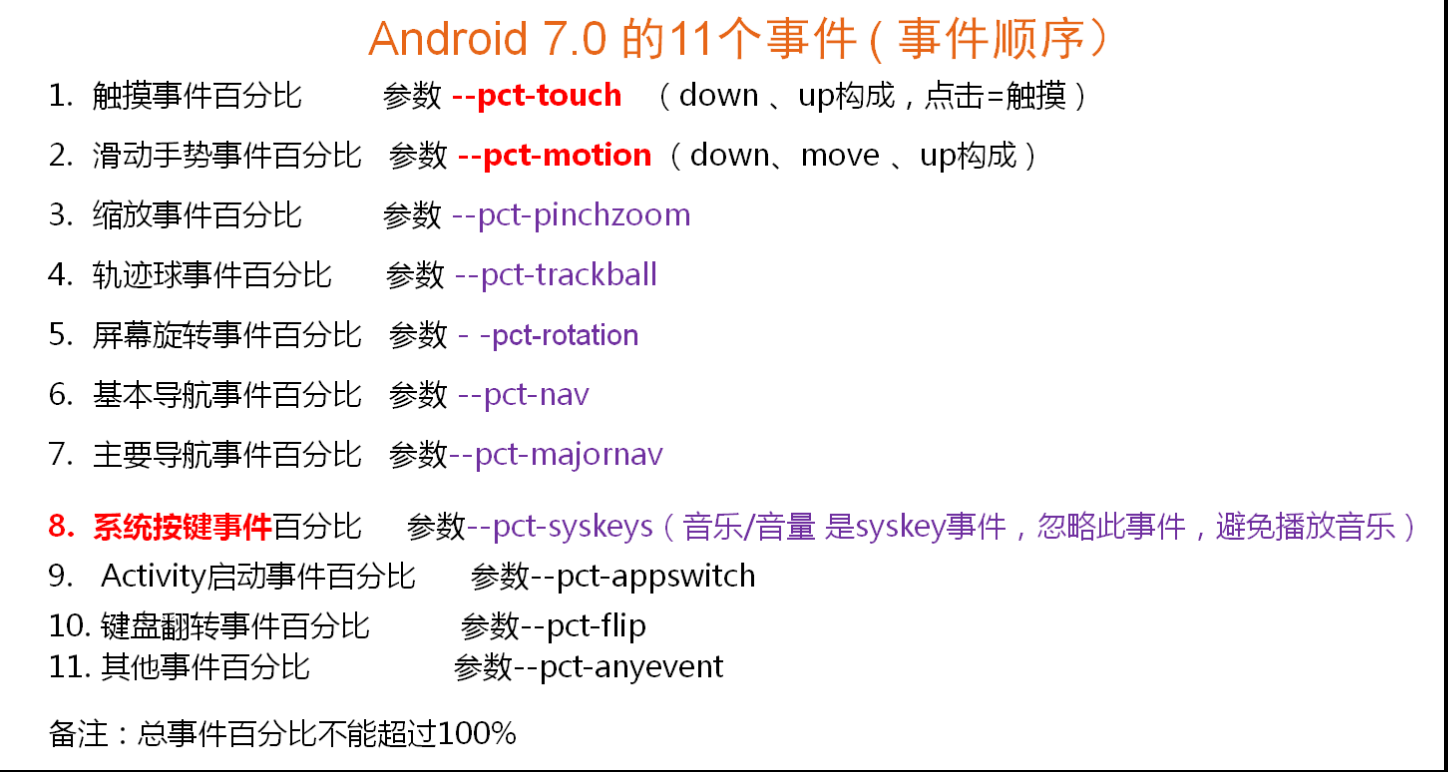 Android 7.0 的11个事件（事件顺序）
1. 触摸事件百分比 参数 --pct-touch （down 、up构成，点击=触摸）
2. 滑动手势事件百分比 参数 --pct-motion（down、move 、up构成）
3. 缩放事件百分比 参数 --pct-pinchzoom
4. 轨迹球事件百分比 参数 --pct-trackball
5. 屏幕旋转事件百分比 参数 - -pct-rotation
6. 基本导航事件百分比 参数 --pct-nav
7. 主要导航事件百分比 参数--pct-majornav
8. 系统按键事件百分比 参数--pct-syskeys（音乐/音量 是syskey事件，忽略此事件，避免播放音乐）
9. Activity启动事件百分比 参数--pct-appswitch
10. 键盘翻转事件百分比 参数--pct-flip
11. 其他事件百分比 参数--pct-anyevent
备注：总事件百分比不能超过100%